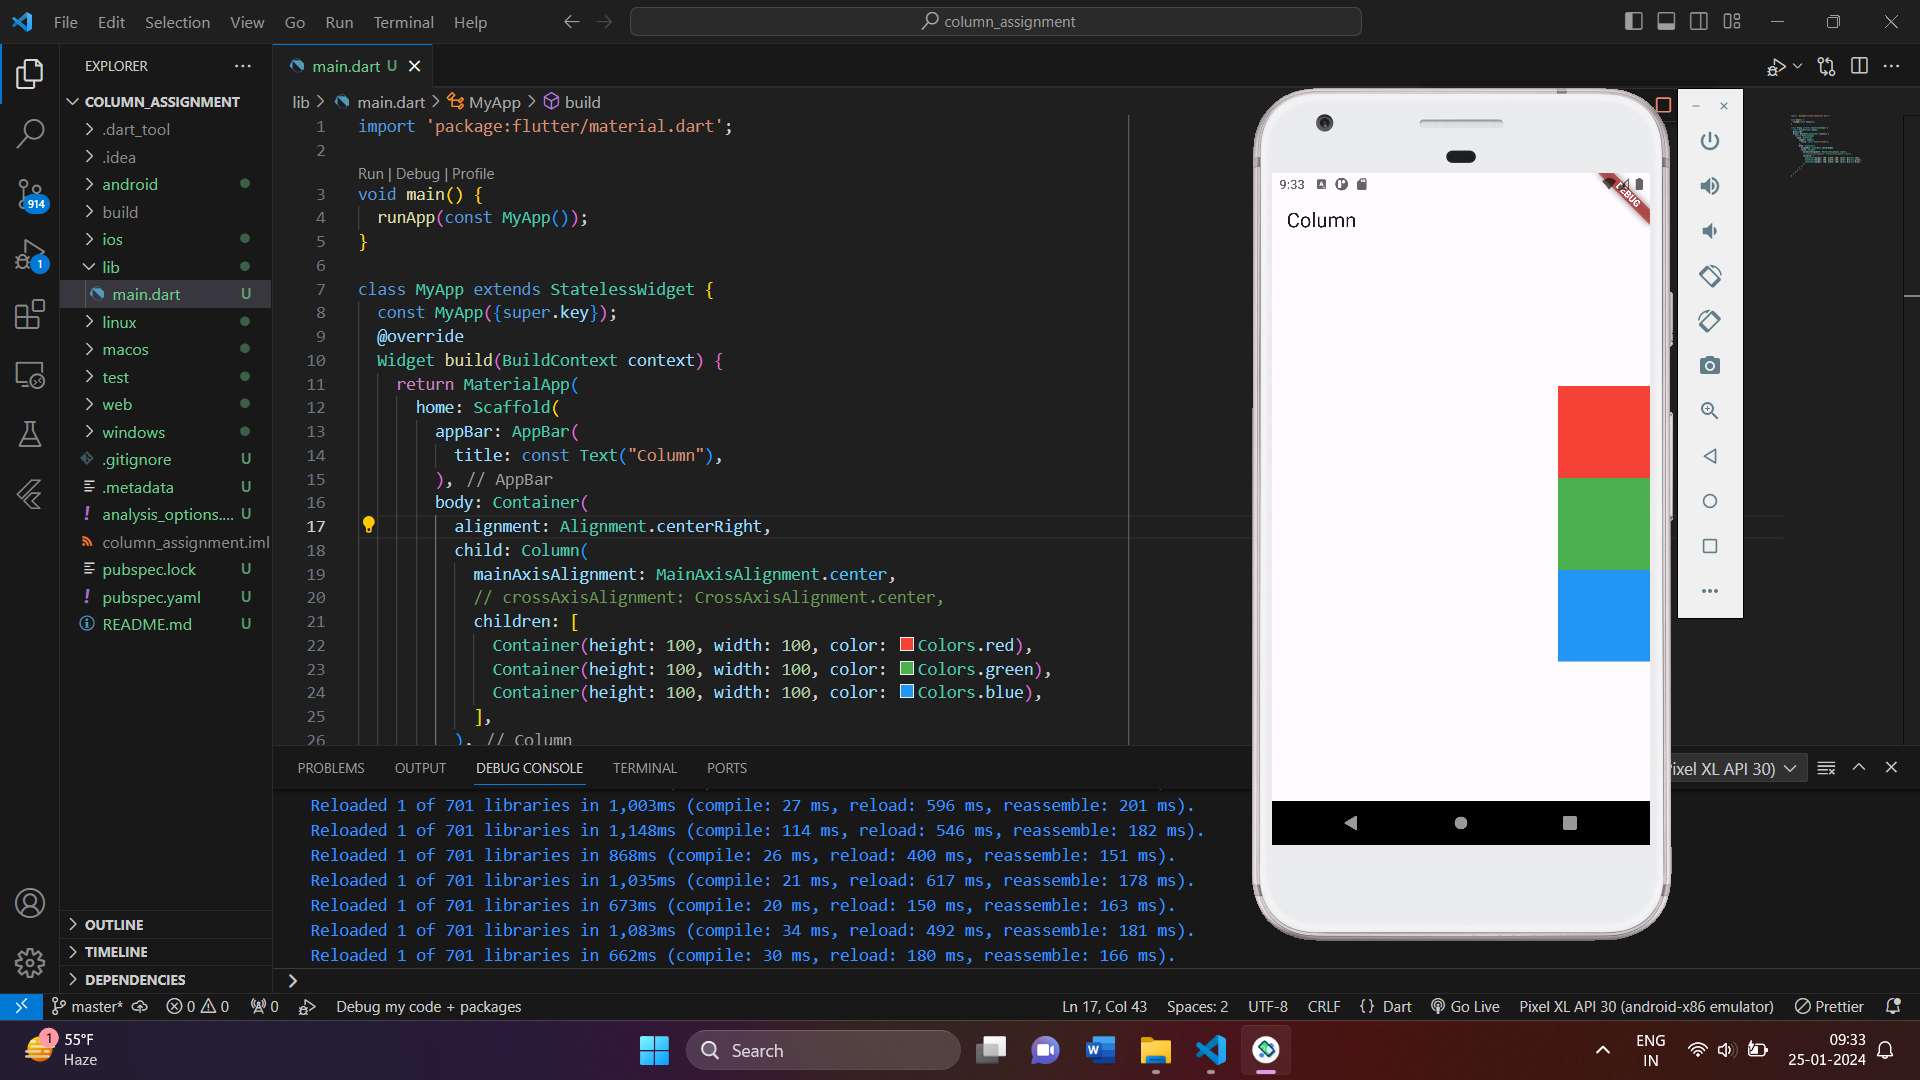 File Edit Selection View Go Run Terminal Help
column_assignment
EXPLORER
COLUMN_ASSIGNMENT
.dart_tool
.idea
android
build
ios
lib
main.dart U
linux
macos
test
web
windows
.gitignore U
.metadata U
analysis_options.... U
column_assignment.iml
pubspec.lock U
pubspec.yaml U
README.md U
OUTLINE
TIMELINE
DEPENDENCIES
914
1
main.dart U
lib > main.dart > MyApp > build
1 import 'package:flutter/material.dart';
2
Run | Debug | Profile
3 void main() {
4 runApp(const MyApp());
5 }
6
7 class MyApp extends StatelessWidget {
8 const MyApp({super.key});
9 @override
10 Widget build(BuildContext context) {
11 return MaterialApp(
12 home: Scaffold(
13 appBar: AppBar(
14 title: const Text("Column"),
15 ), // AppBar
16 body: Container(
17 alignment: Alignment.centerRight,
18 child: Column(
19 mainAxisAlignment: MainAxisAlignment.center,
20 // crossAxisAlignment: CrossAxisAlignment.center,
21 children: [
22 Container(height: 100, width: 100, color: Colors.red),
23 Container(height: 100, width: 100, color: Colors.green),
24 Container(height: 100, width: 100, color: Colors.blue),
25 ],
26 ), // Column
9:33
DEBUG
Column
PROBLEMS OUTPUT DEBUG CONSOLE TERMINAL PORTS
ixel XL API 30)
Reloaded 1 of 701 libraries in 1,003ms (compile: 27 ms, reload: 596 ms, reassemble: 201 ms).
Reloaded 1 of 701 libraries in 1,148ms (compile: 114 ms, reload: 546 ms, reassemble: 182 ms).
Reloaded 1 of 701 libraries in 868ms (compile: 26 ms, reload: 400 ms, reassemble: 151 ms).
Reloaded 1 of 701 libraries in 1,035ms (compile: 21 ms, reload: 617 ms, reassemble: 178 ms).
Reloaded 1 of 701 libraries in 673ms (compile: 20 ms, reload: 150 ms, reassemble: 163 ms).
Reloaded 1 of 701 libraries in 1,083ms (compile: 34 ms, reload: 492 ms, reassemble: 181 ms).
Reloaded 1 of 701 libraries in 662ms (compile: 30 ms, reload: 180 ms, reassemble: 166 ms).
master* 0 0 0 Debug my code + packages Ln 17, Col 43 Spaces: 2 UTF-8 CRLF {} Dart Go Live Pixel XL API 30 (android-x86 emulator) Prettier
1
55°F
Haze
Search
W
ENG
IN
09:33
25-01-2024